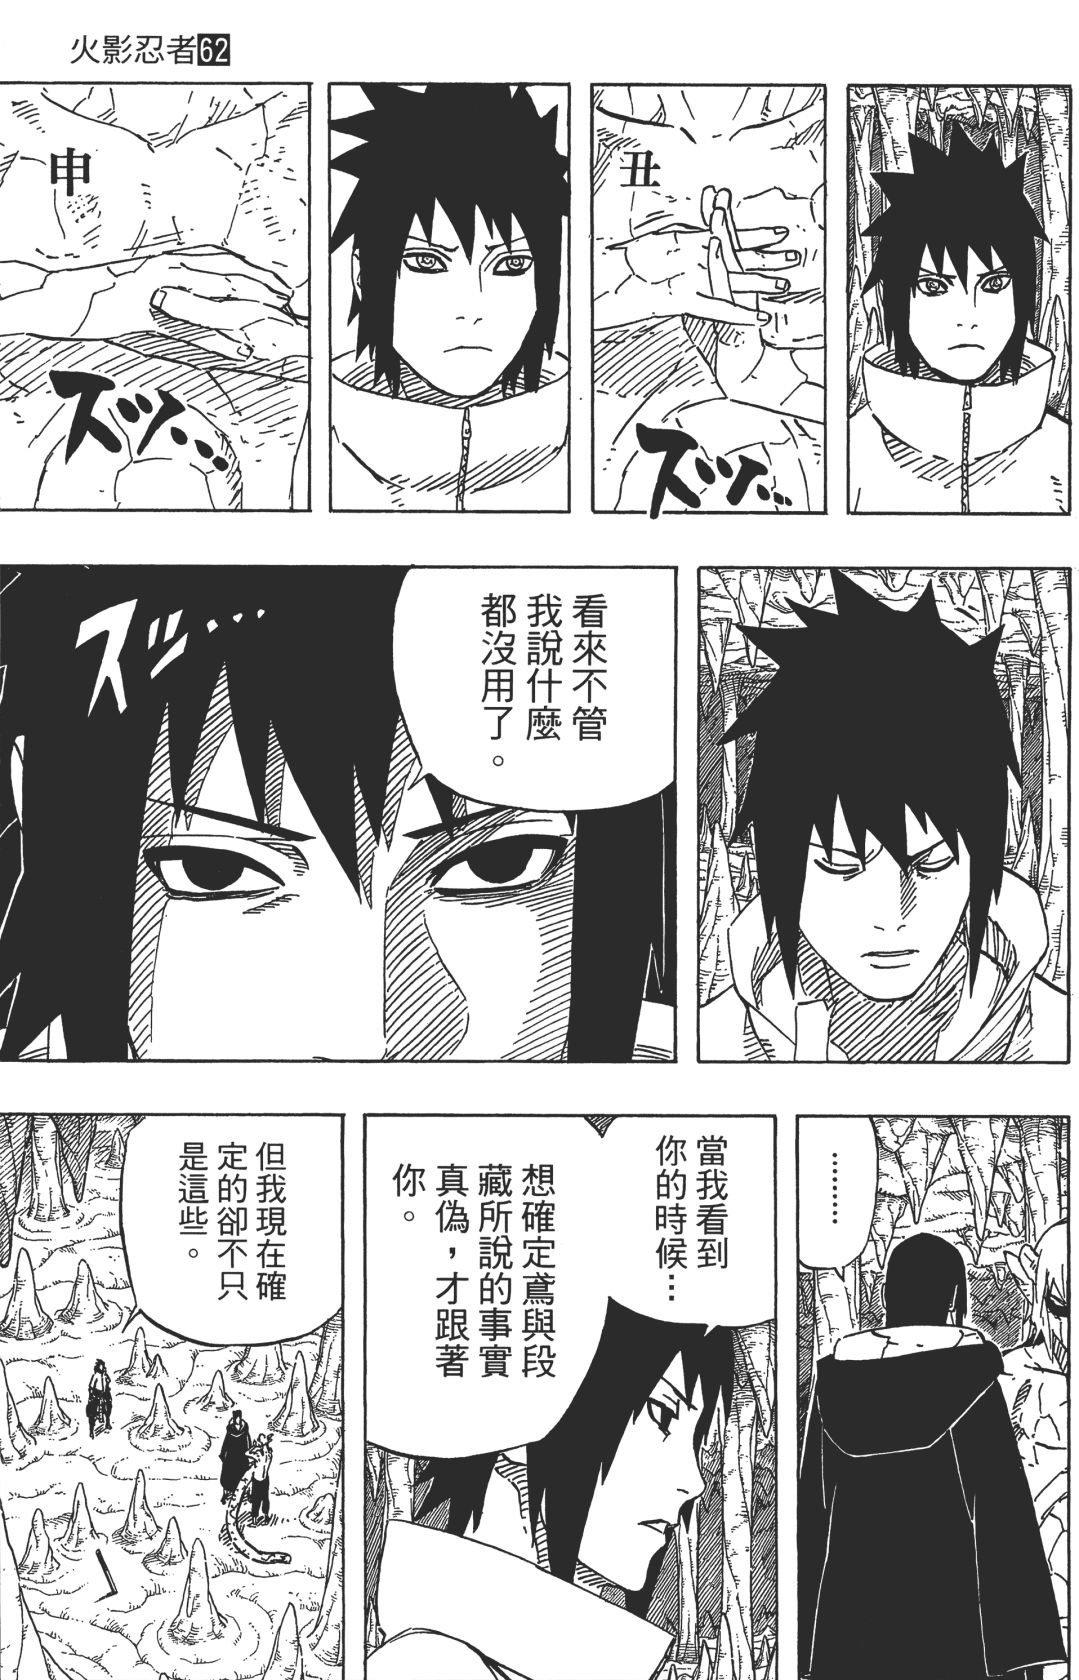 火影忍者62
丑
ズッ…
申
ズッ…
看來不管
我說什麼
都沒用了。
ズッ…
………
當我看到
你的時候…
想確定鳶與段
藏所說的事實
真偽，才跟著
你。
但我現在確
定的卻不只
是這些。